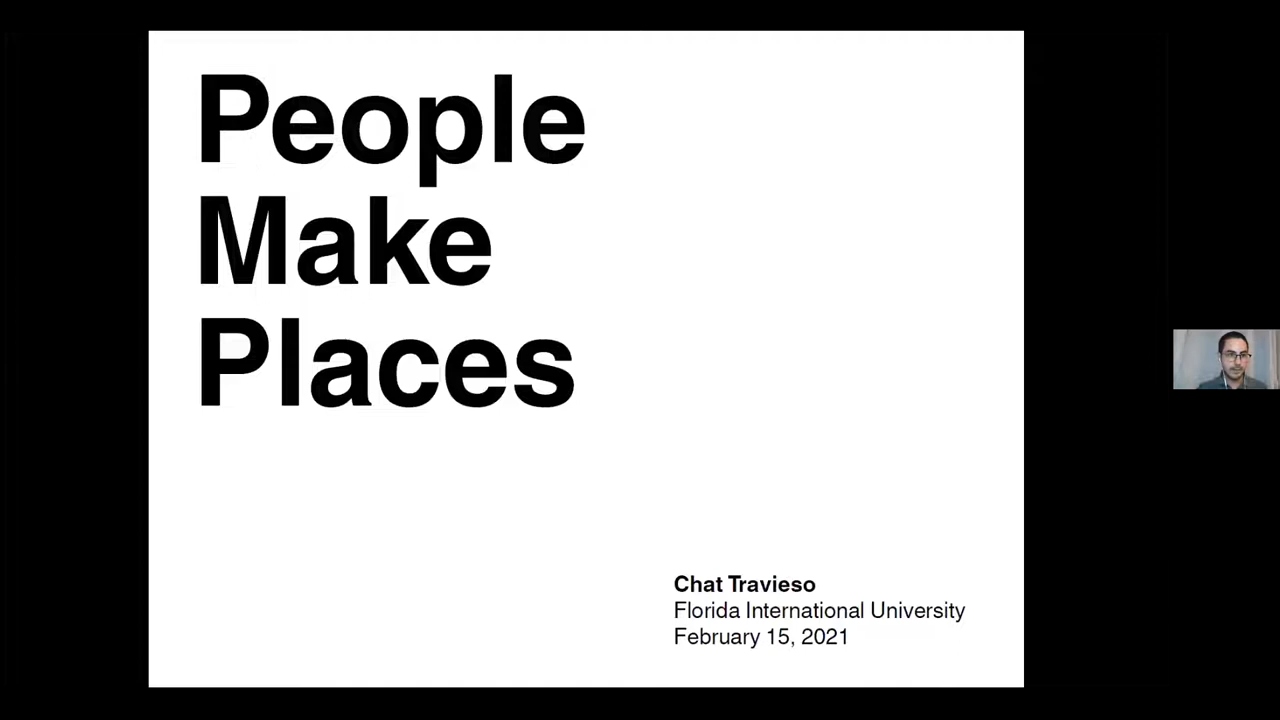 People
Make
Places
Chat Travieso
Florida International University
February 15, 2021